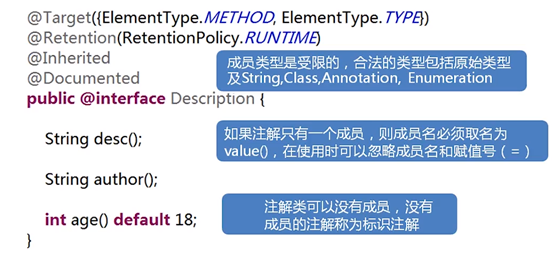 @Target({ElementType.METHOD, ElementType.TYPE})
@Retention(RetentionPolicy.RUNTIME)
@Inherited
@Documented
public @interface Description {
成员类型是受限的，合法的类型包括原始类型
及String,Class,Annotation, Enumeration
String desc();
如果注解只有一个成员，则成员名必须取名为
value()，在使用时可以忽略成员名和赋值号（=）
String author();
int age() default 18;
注解类可以没有成员，没有
成员的注解称为标识注解
}